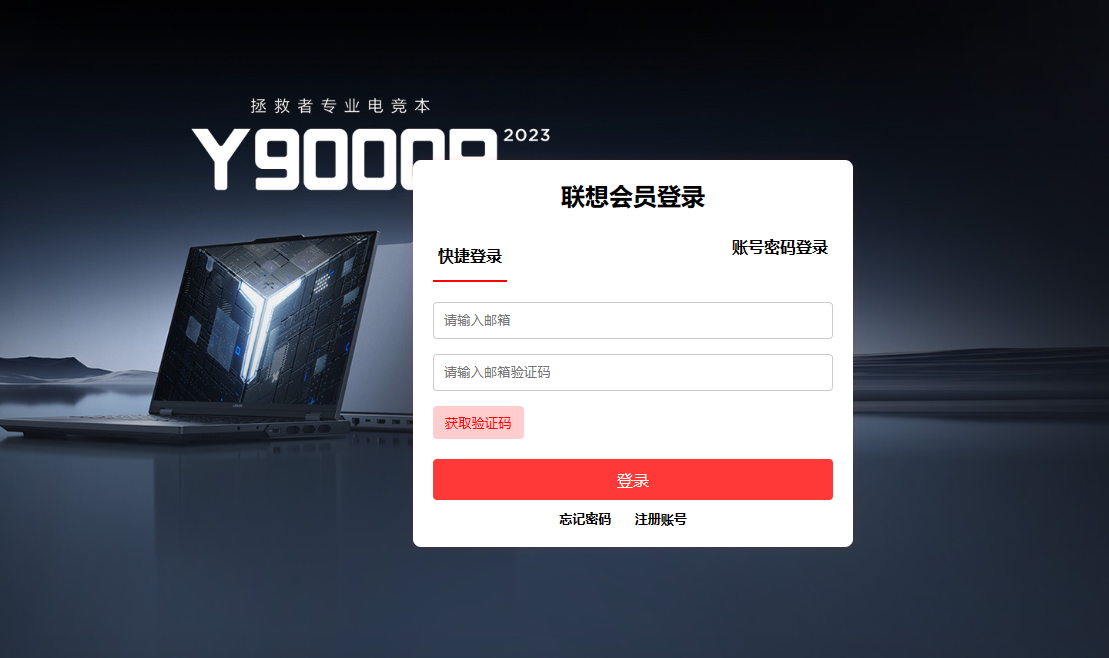 拯救者专业电竞本
Y9000P 2023
联想会员登录
快捷登录
账号密码登录
请输入邮箱
请输入邮箱验证码
获取验证码
登录
忘记密码 注册账号